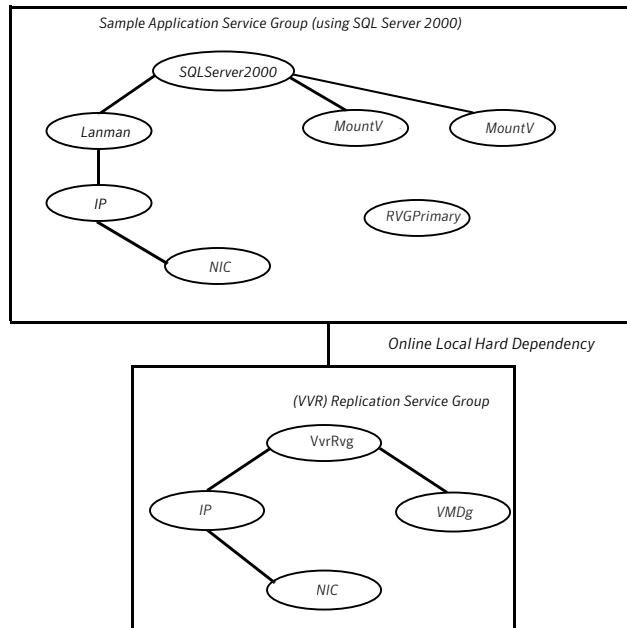 Sample Application Service Group (using SQL Server 2000)
SQLServer2000
Lanman
MountV
MountV
IP
RVGPrimary
NIC
Online Local Hard Dependency
(VVR) Replication Service Group
VvrRvg
IP
VMDg
NIC